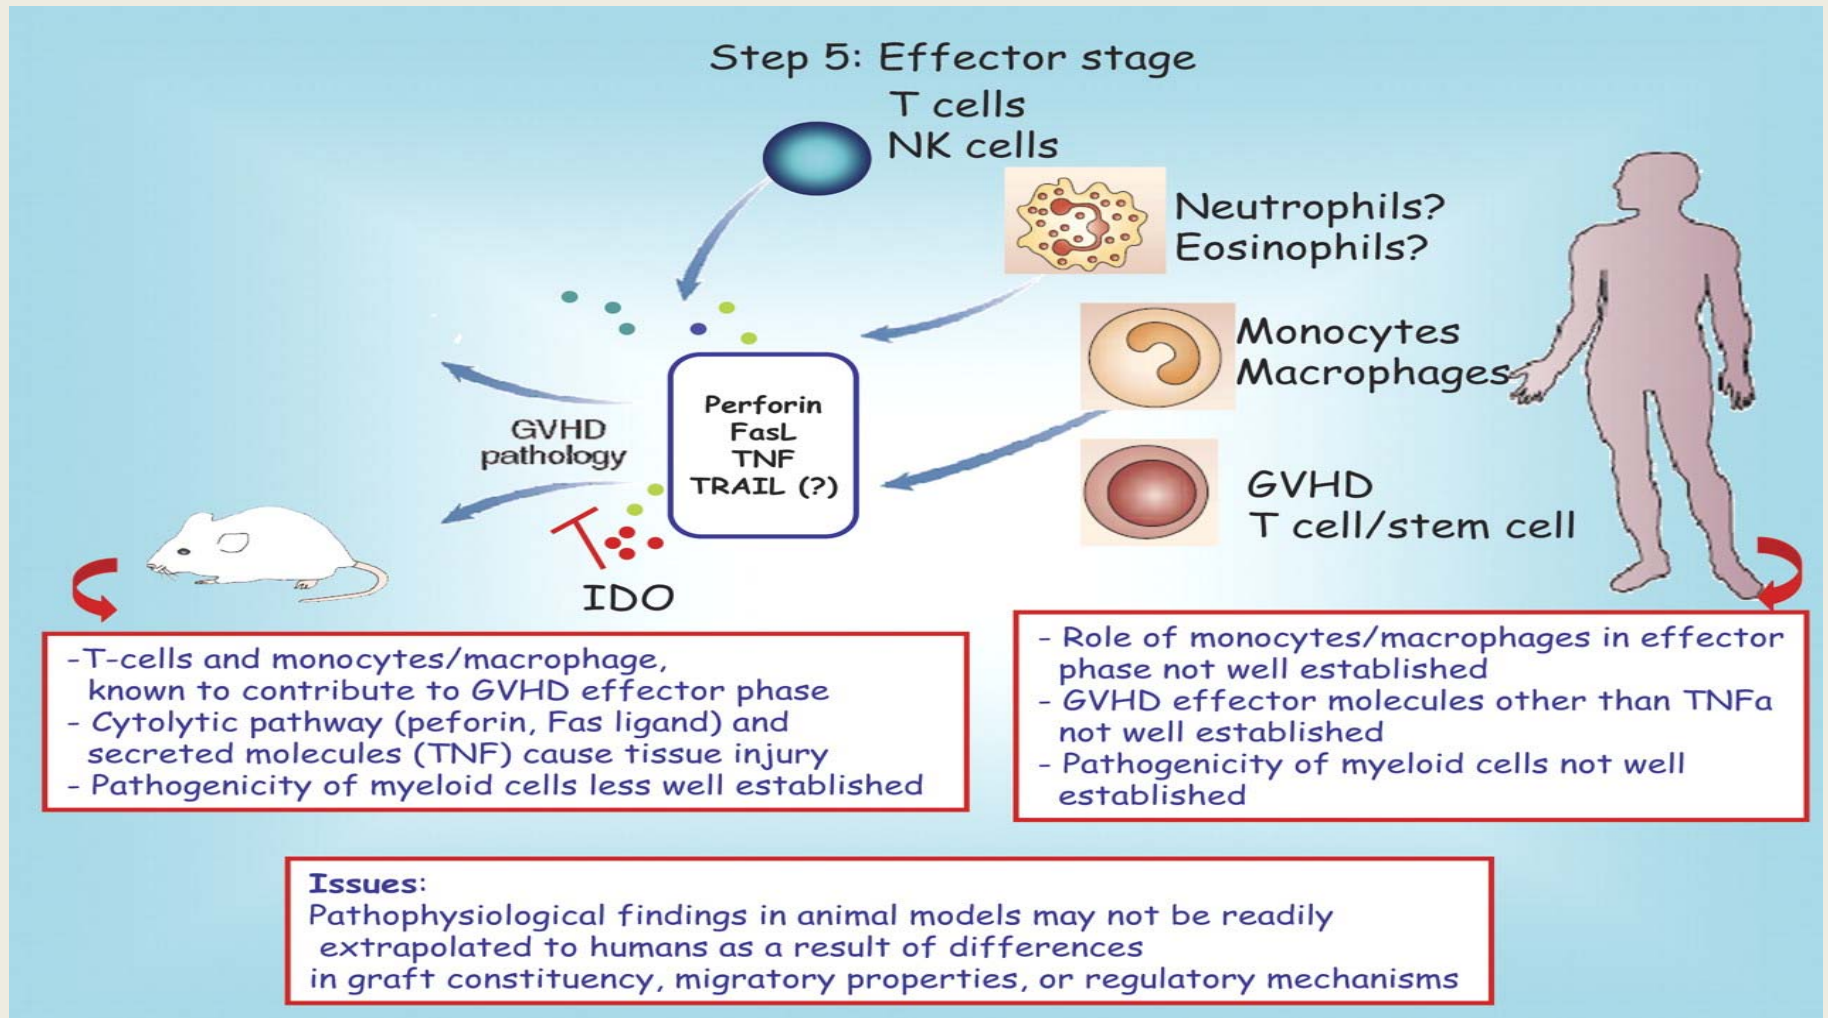 Step 5: Effector stage
T cells
NK cells
Neutrophils?
Eosinophils?
Monocytes
Macrophages
GVHD
T cell/stem cell
Perforin
FasL
TNF
TRAIL (?)
GVHD
pathology
IDO
-T-cells and monocytes/macrophage,
known to contribute to GVHD effector phase
- Cytolytic pathway (peforin, Fas ligand) and
secreted molecules (TNF) cause tissue injury
- Pathogenicity of myeloid cells less well established
- Role of monocytes/macrophages in effector
phase not well established
- GVHD effector molecules other than TNFa
not well established
- Pathogenicity of myeloid cells not well
established
Issues:
Pathophysiological findings in animal models may not be readily
extrapolated to humans as a result of differences
in graft constituency, migratory properties, or regulatory mechanisms